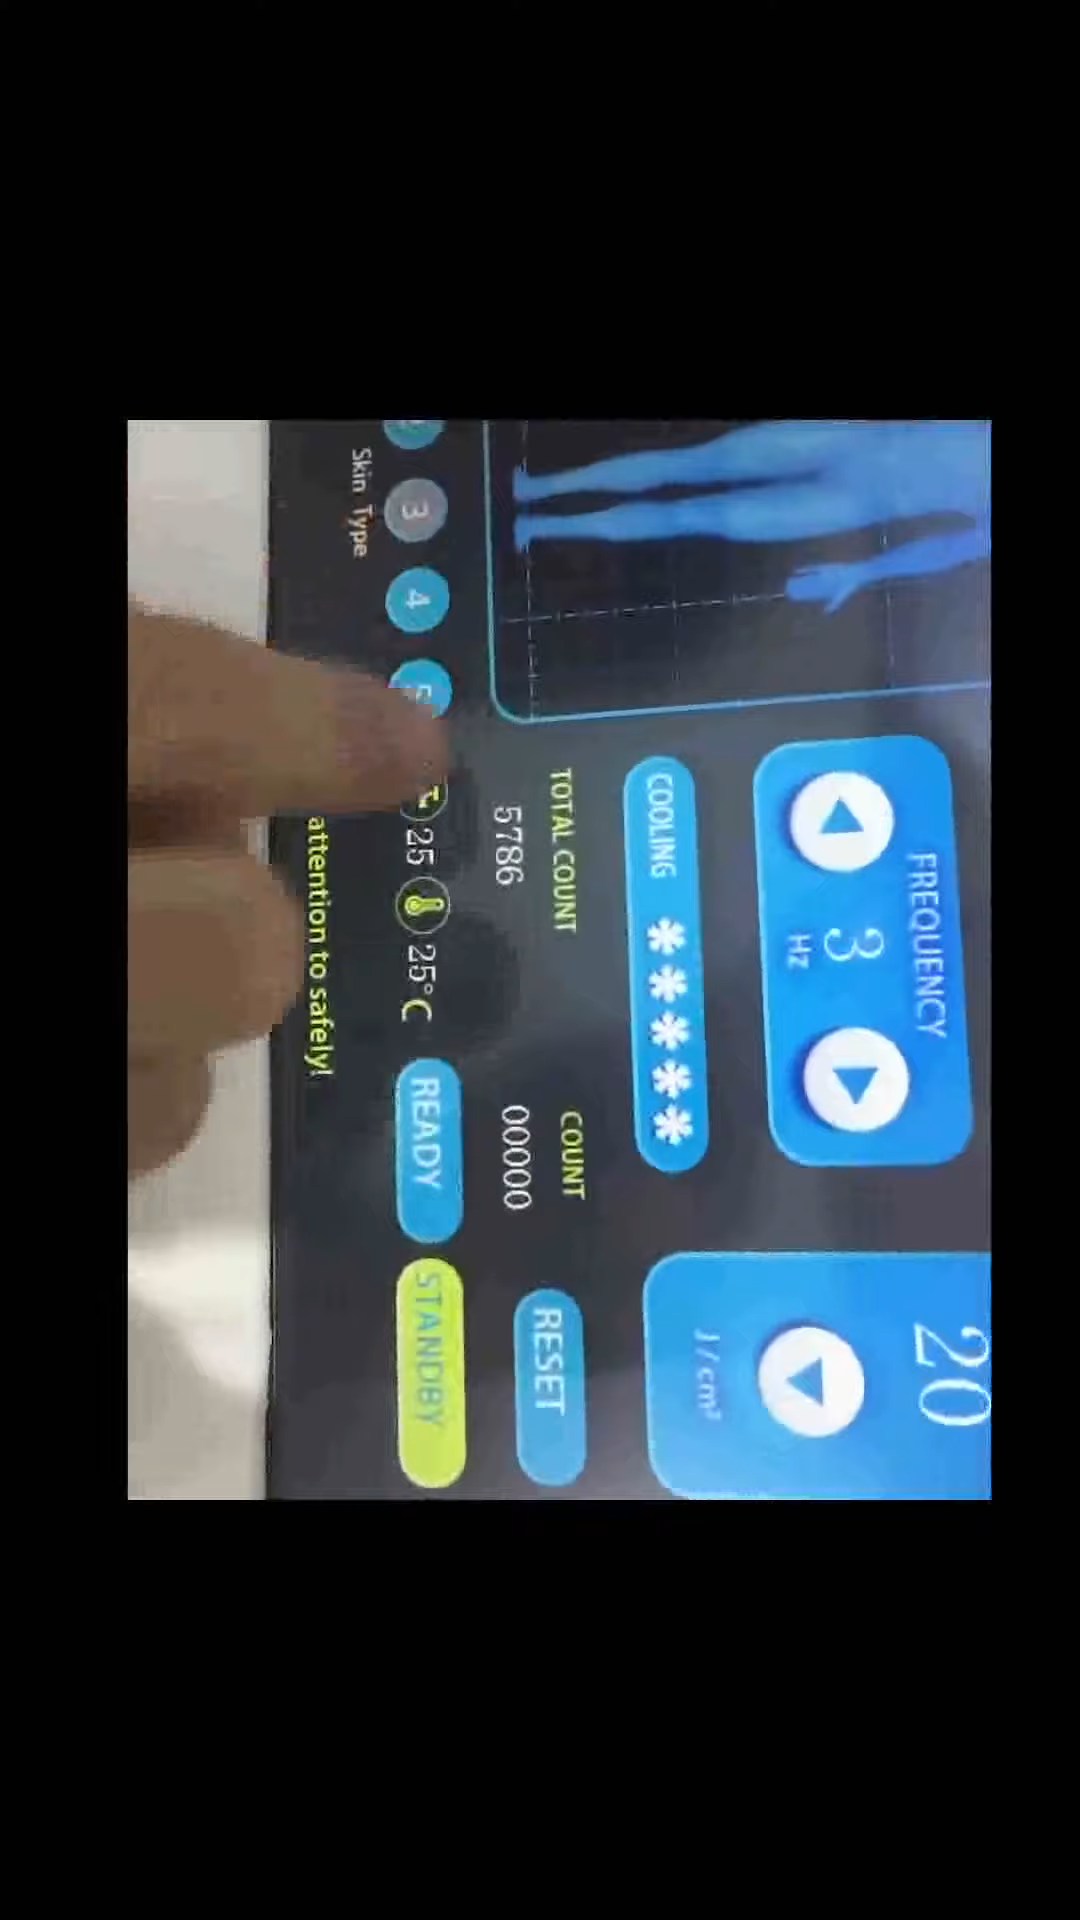 FREQUENCY
3
Hz
20
J/cm²
COOLING
TOTAL COUNT
5786
COUNT
00000
RESET
3
4
5
25
25°C
READY
STANDBY
Skin Type
attention to safely!